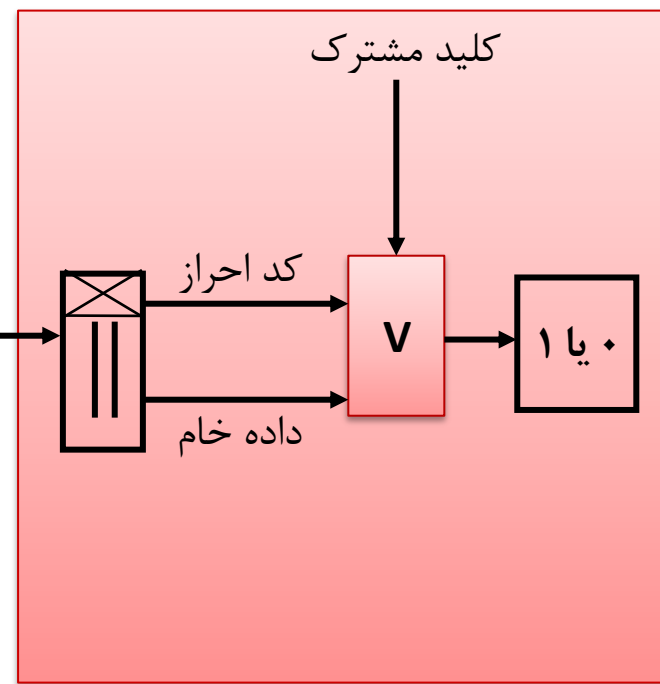 کلید مشترک
کد احراز
V
۰ یا ۱
داده خام